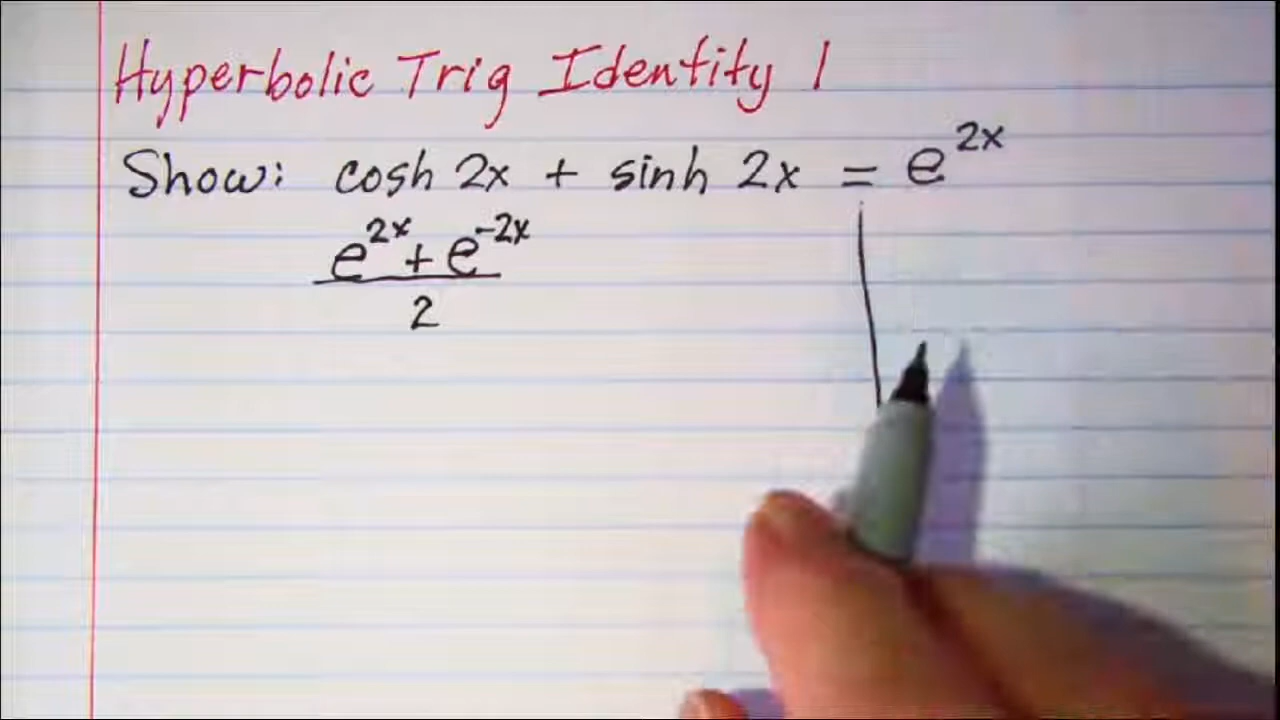 Hyperbolic Trig Identity 1
Show: cosh 2x + sinh 2x = e^2x
e^2x + e^-2x
2